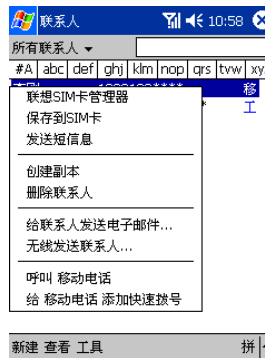 联系人 10:58
所有联系人
#A abc def ghj klm nop qrs tvw xy
移
联想SIM卡管理器
工
保存到SIM卡
发送短信息
创建副本
删除联系人
给联系人发送电子邮件...
无线发送联系人...
呼叫 移动电话
给 移动电话 添加快速拨号
新建 查看 工具 拼